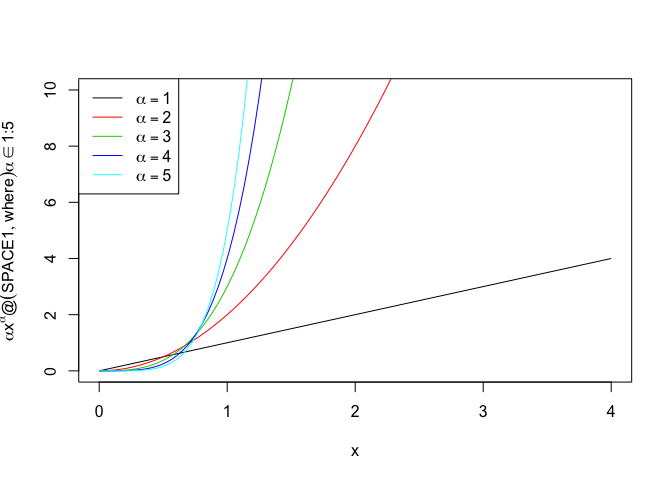 αx^α@(SPACE1, where)α ∈ 1:5
10
8
6
4
2
0
α = 1
α = 2
α = 3
α = 4
α = 5
0 1 2 3 4
x